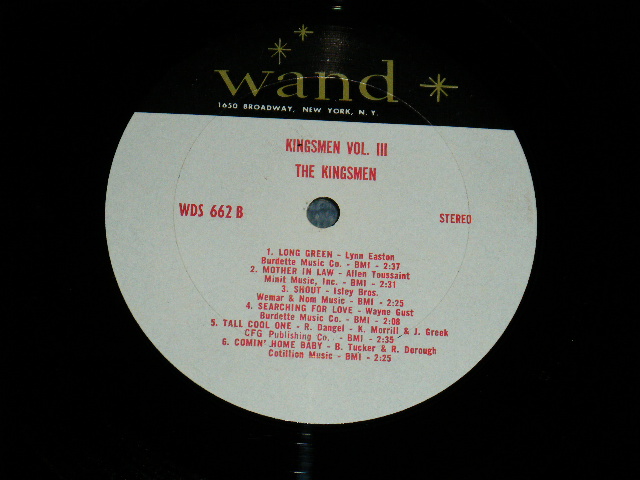 wand
1650 BROADWAY, NEW YORK, N.Y.
KINGSMEN VOL. III
THE KINGSMEN
WDS 662 B
STEREO
1. LONG GREEN - Lynn Easton
Burdette Music Co. - BMI - 2:37
2. MOTHER IN LAW - Allen Toussaint
Minit Music, Inc. - BMI - 2:31
3. SHOUT - Isley Bros.
Wemar & Nom Music - BMI - 2:25
4. SEARCHING FOR LOVE - Wayne Gust
Burdette Music Co. - BMI - 2:08
5. TALL COOL ONE - R. Dangel - K. Morrill & J. Greek
CFG Publishing Co. - BMI - 2:35
6. COMIN' HOME BABY - B. Tucker & R. Dorough
Cotillion Music - BMI - 2:25